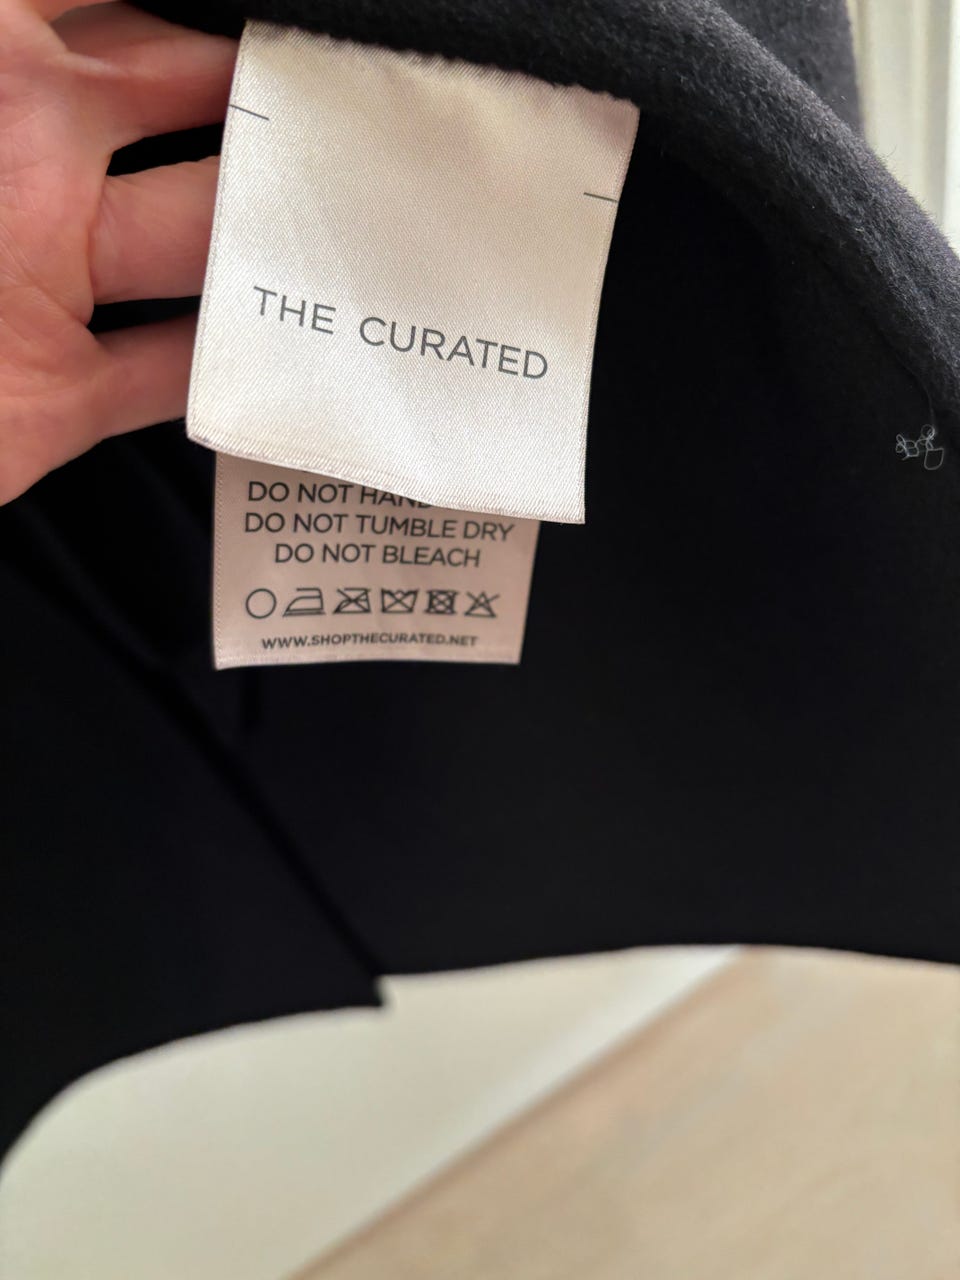 THE CURATED
DO NOT HAND
DO NOT TUMBLE DRY
DO NOT BLEACH
WWW.SHOPTHECURATED.NET